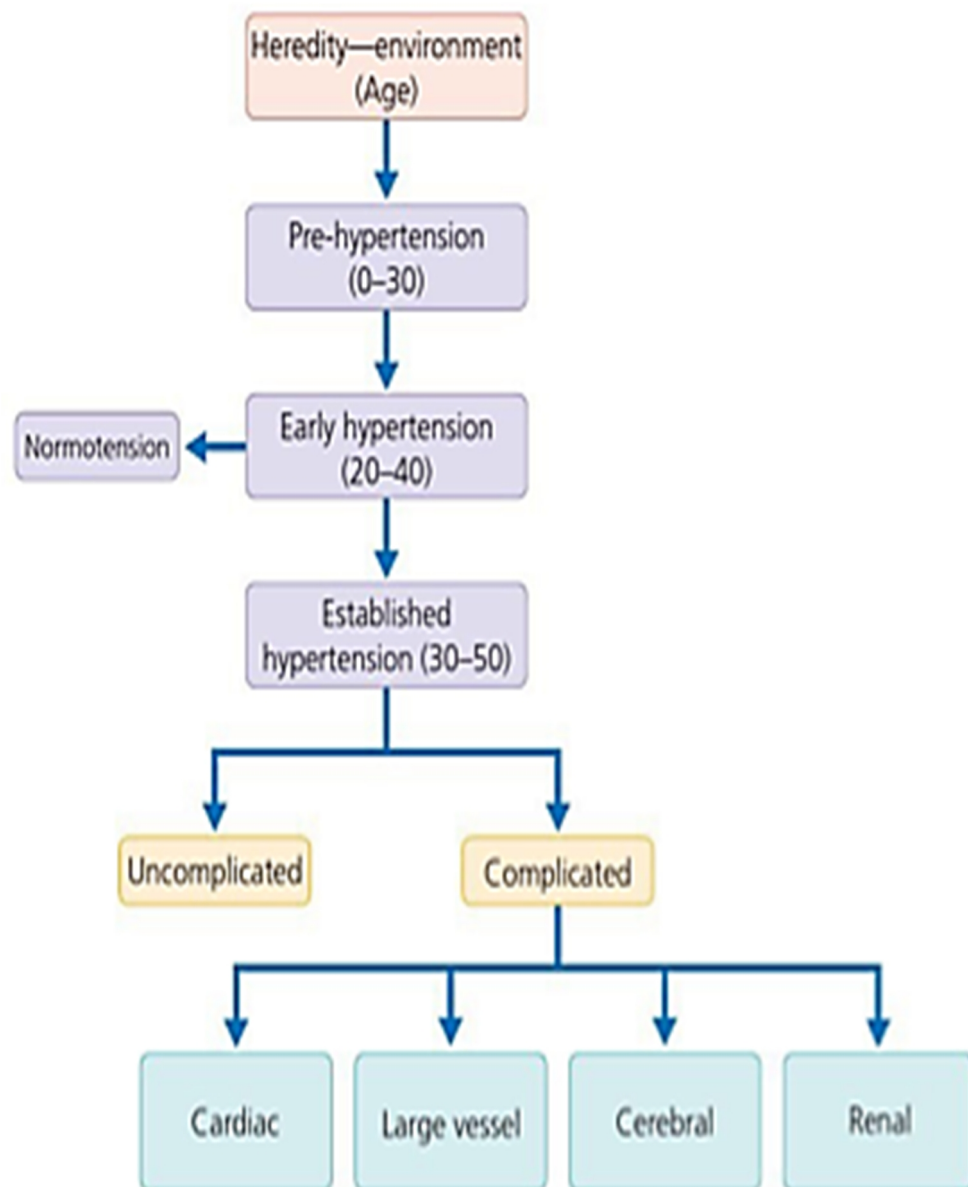 Heredity—environment
(Age)
Pre-hypertension
(0–30)
Normotension
Early hypertension
(20–40)
Established
hypertension (30–50)
Uncomplicated
Complicated
Cardiac
Large vessel
Cerebral
Renal